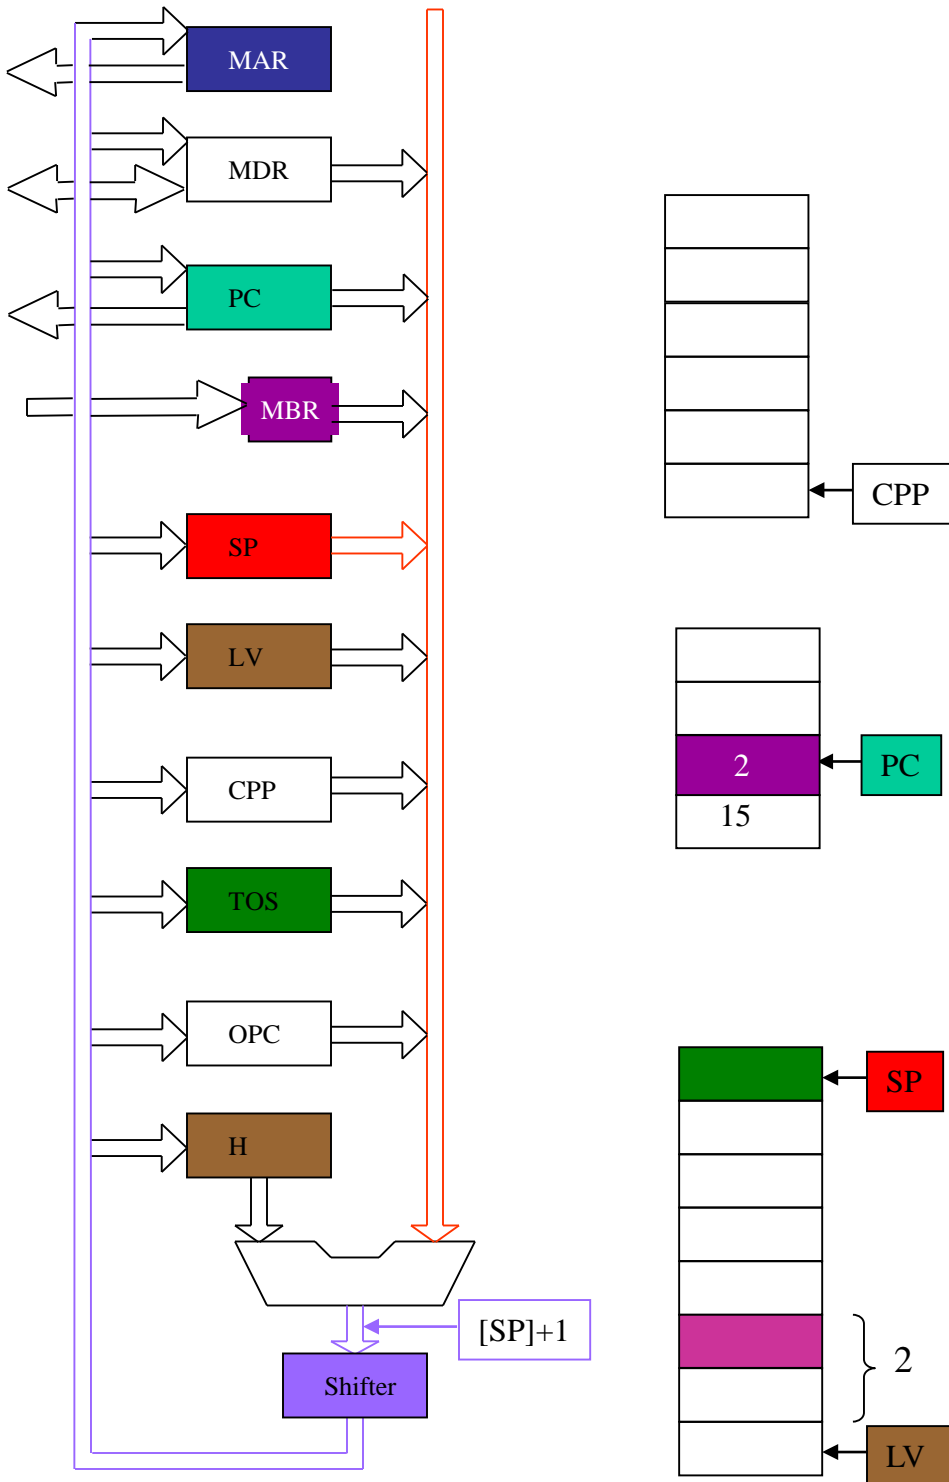 MAR
MDR
PC
MBR
SP
LV
CPP
TOS
OPC
H
[SP]+1
Shifter
CPP
2
PC
15
SP
2
LV